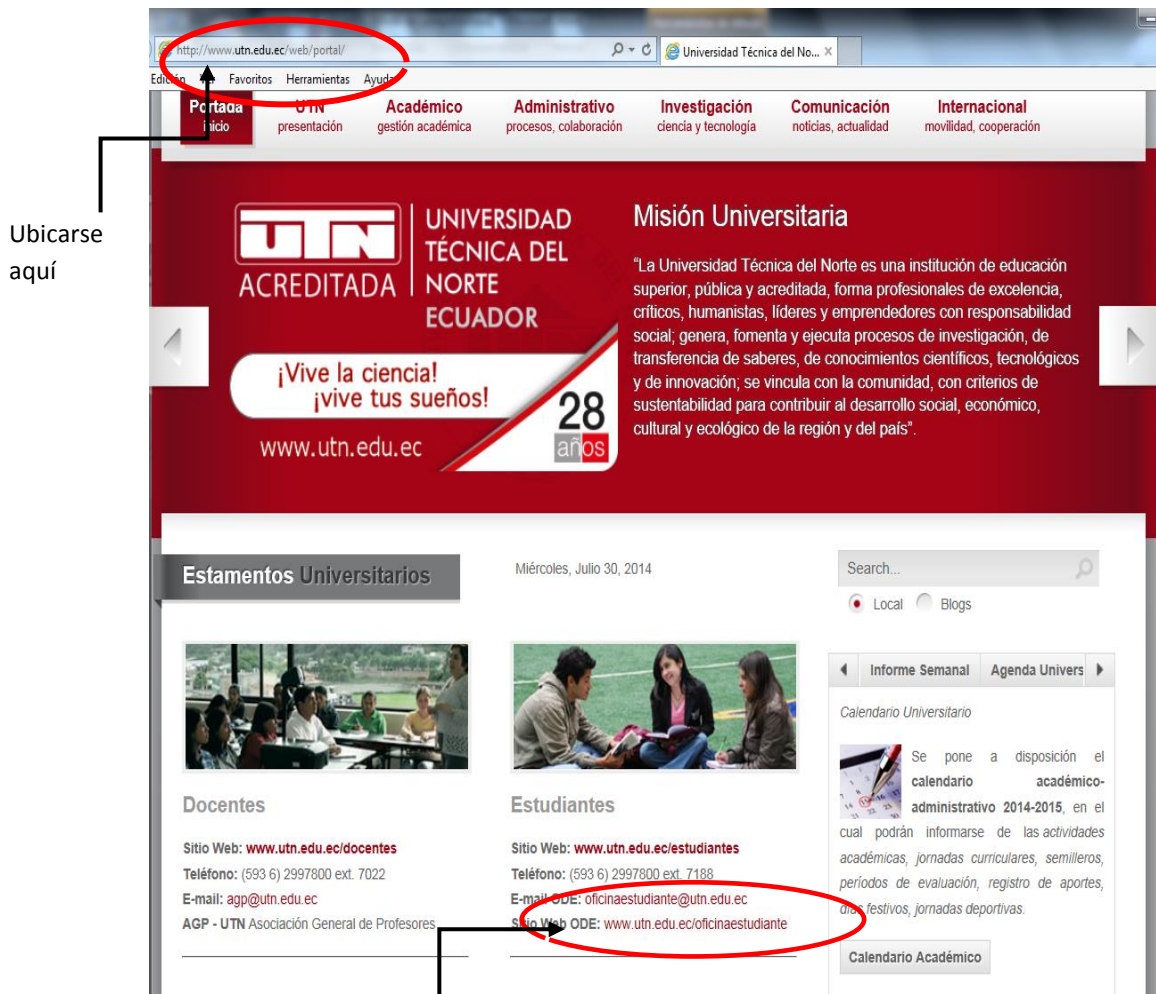 http://www.utn.edu.ec/web/portal/
Universidad Técnica del No...
Edición Ver Favoritos Herramientas Ayuda
Portada
inicio
UTN
presentación
Académico
gestión académica
Administrativo
procesos, colaboración
Investigación
ciencia y tecnología
Comunicación
noticias, actualidad
Internacional
movilidad, cooperación
Ubicarse
aquí
UTN
ACREDITADA
UNIVERSIDAD
TÉCNICA DEL
NORTE
ECUADOR
¡Vive la ciencia!
¡vive tus sueños!
www.utn.edu.ec
28
años
Misión Universitaria
“La Universidad Técnica del Norte es una institución de educación
superior, pública y acreditada, forma profesionales de excelencia,
críticos, humanistas, líderes y emprendedores con responsabilidad
social; genera, fomenta y ejecuta procesos de investigación, de
transferencia de saberes, de conocimientos científicos, tecnológicos
y de innovación; se vincula con la comunidad, con criterios de
sustentabilidad para contribuir al desarrollo social, económico,
cultural y ecológico de la región y del país”.
Estamentos Universitarios
Miércoles, Julio 30, 2014
Search...
Local Blogs
Docentes
Sitio Web: www.utn.edu.ec/docentes
Teléfono: (593 6) 2997800 ext. 7022
E-mail: agp@utn.edu.ec
AGP - UTN Asociación General de Profesores
Estudiantes
Sitio Web: www.utn.edu.ec/estudiantes
Teléfono: (593 6) 2997800 ext. 7188
E-mail ODE: oficinaestudiante@utn.edu.ec
Sitio Web ODE: www.utn.edu.ec/oficinaestudiante
Informe Semanal Agenda Univers
Calendario Universitario
Se pone a disposición el
calendario académico-
administrativo 2014-2015, en el
cual podrán informarse de las actividades
académicas, jornadas curriculares, semilleros,
períodos de evaluación, registro de aportes,
días festivos, jornadas deportivas.
Calendario Académico